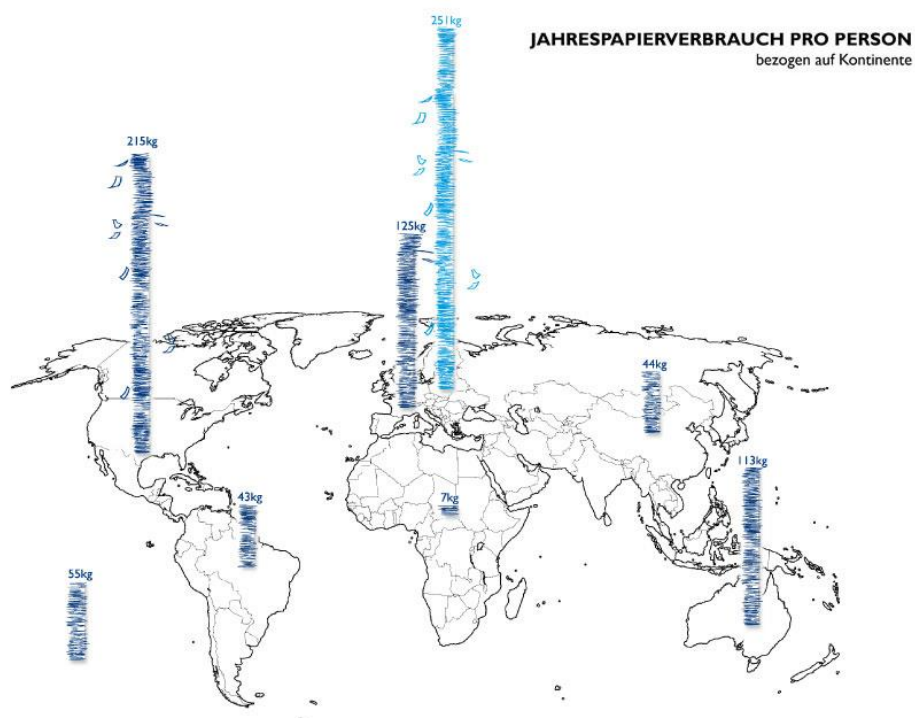 JAHRESPAPIERVERBRAUCH PRO PERSON
bezogen auf Kontinente
251kg
215kg
125kg
44kg
113kg
43kg
7kg
55kg